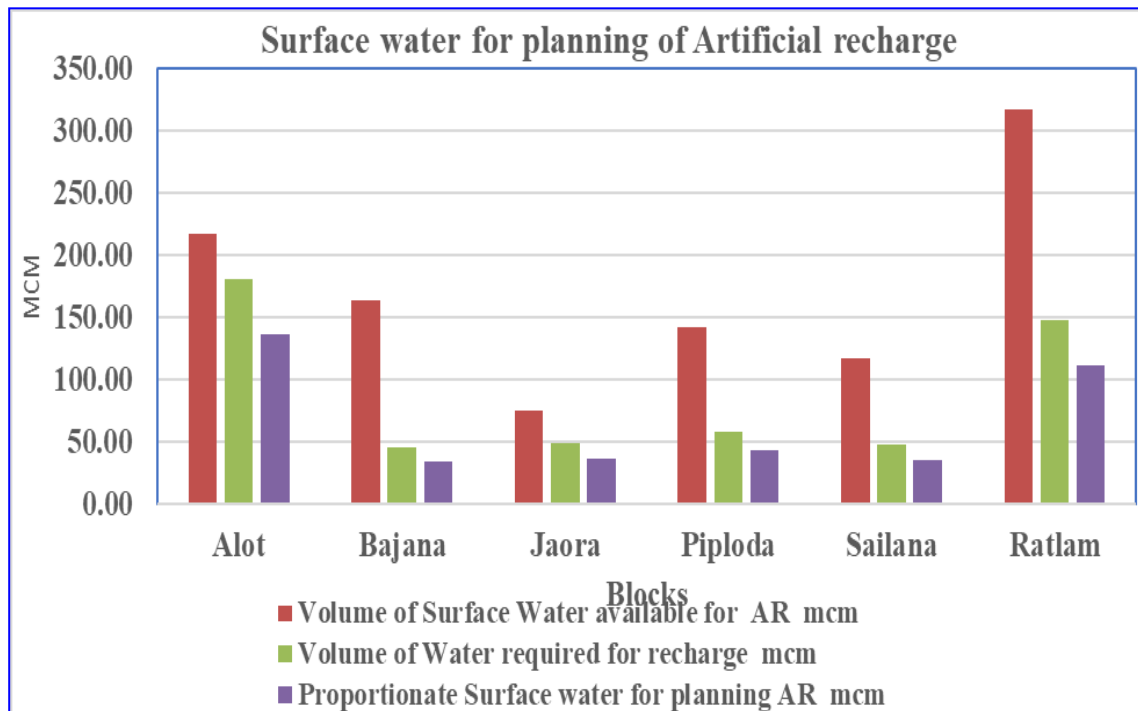 Surface water for planning of Artificial recharge
350.00
300.00
250.00
200.00
150.00
100.00
50.00
0.00
MCM
Alot Bajana Jaora Piploda Sailana Ratlam
Blocks
Volume of Surface Water available for AR mcm
Volume of Water required for recharge mcm
Proportionate Surface water for planning AR mcm